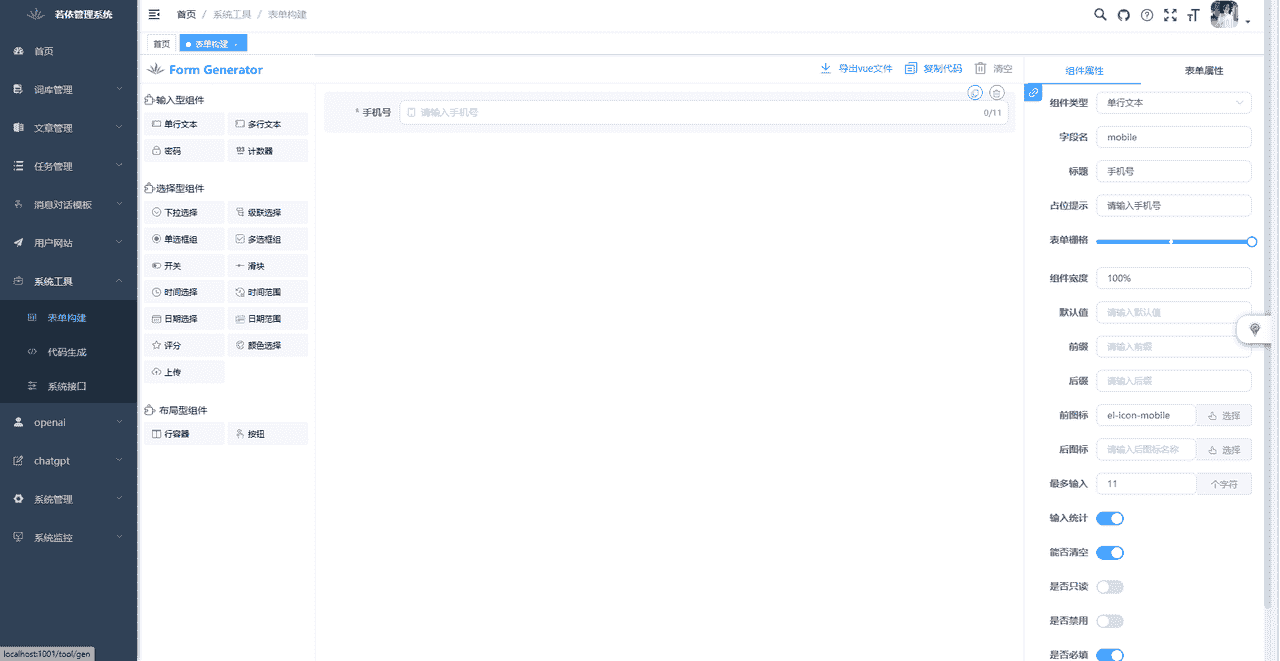 若依管理系统
首页 / 系统工具 / 表单构建
首页
表单构建 ×
首页
词库管理
文章管理
任务管理
消息对话模板
用户网站
系统工具
表单构建
代码生成
系统接口
openai
chatgpt
系统管理
系统监控
localhost:1001/tool/gen
Form Generator
输入型组件
单行文本 多行文本
密码 计数器
选择型组件
下拉选择 级联选择
单选框组 多选框组
开关 滑块
时间选择 时间范围
日期选择 日期范围
评分 颜色选择
上传
布局型组件
行容器 按钮
导出vue文件 复制代码 清空
* 手机号 请输入手机号 0/11
组件属性 表单属性
组件类型 单行文本
字段名 mobile
标题 手机号
占位提示 请输入手机号
表单栅格
组件宽度 100%
默认值 请输入默认值
前缀 请输入前缀
后缀 请输入后缀
前图标 el-icon-mobile 选择
后图标 请输入后图标名称 选择
最多输入 11 个字符
输入统计
能否清空
是否只读
是否禁用
是否必填